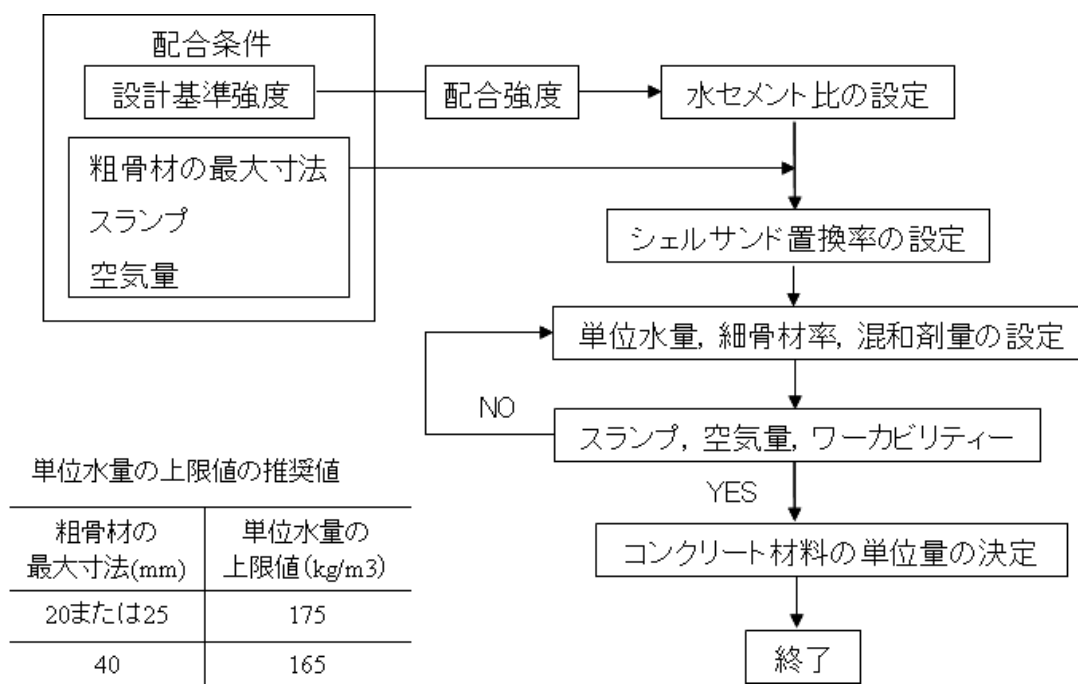 配合条件
設計基準強度
配合強度
水セメント比の設定
粗骨材の最大寸法
スランプ
空気量
シェルサンド置換率の設定
単位水量, 細骨材率, 混和剤量の設定
NO
スランプ, 空気量, ワーカビリティー
YES
コンクリート材料の単位量の決定
終了
単位水量の上限値の推奨値
粗骨材の
最大寸法(mm)
単位水量の
上限値(kg/m3)
20または25
175
40
165